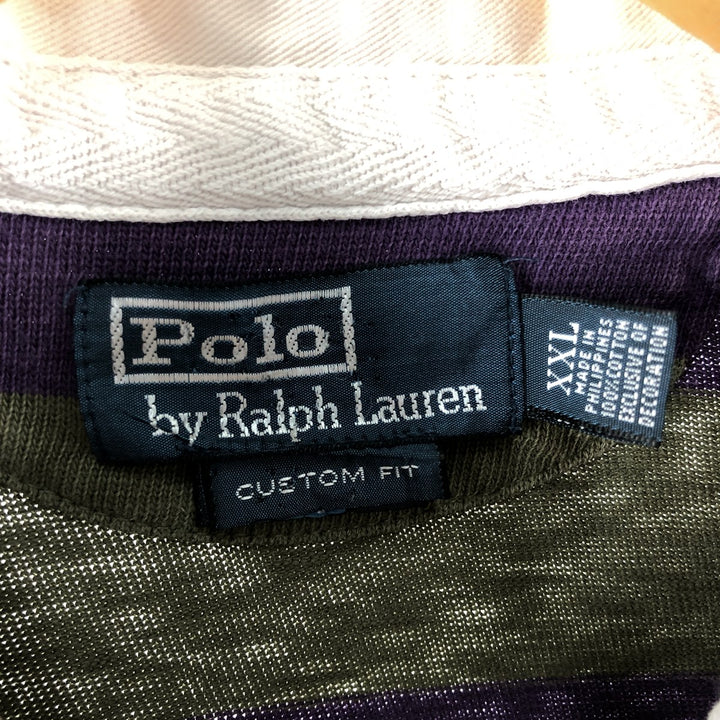 Polo
by Ralph Lauren
CUSTOM FIT
XXL
MADE IN
PHILIPPINES
100% COTTON
EXCLUSIVE OF
DECORATION